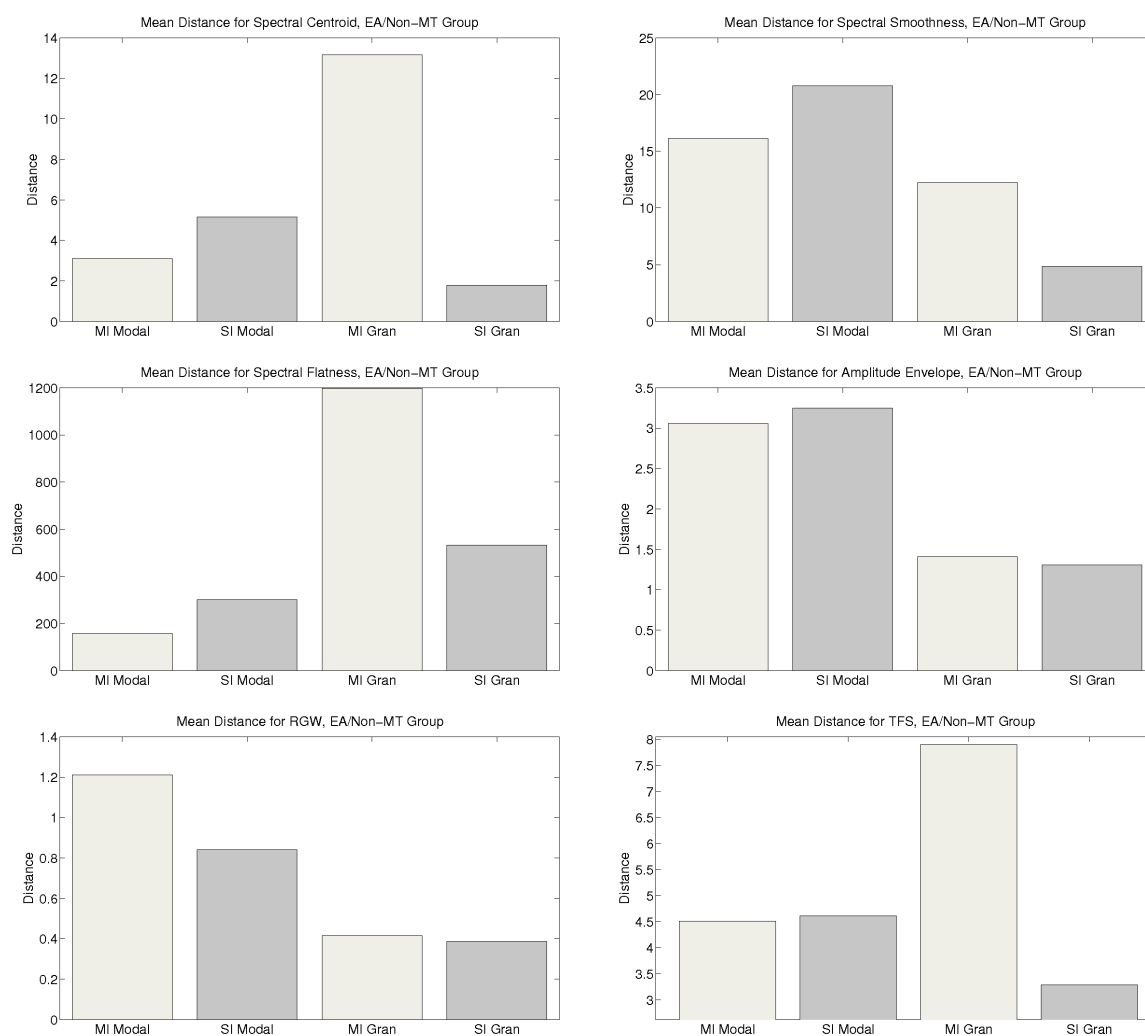 Mean Distance for Spectral Centroid, EA/Non−MT Group
14
12
10
8
6
4
2
0
Distance
MI Modal
SI Modal
MI Gran
SI Gran
Mean Distance for Spectral Smoothness, EA/Non−MT Group
25
20
15
10
5
0
Distance
MI Modal
SI Modal
MI Gran
SI Gran
Mean Distance for Spectral Flatness, EA/Non−MT Group
1200
1000
800
600
400
200
0
Distance
MI Modal
SI Modal
MI Gran
SI Gran
Mean Distance for Amplitude Envelope, EA/Non−MT Group
3.5
3
2.5
2
1.5
1
0.5
0
Distance
MI Modal
SI Modal
MI Gran
SI Gran
Mean Distance for RGW, EA/Non−MT Group
1.4
1.2
1
0.8
0.6
0.4
0.2
0
Distance
MI Modal
SI Modal
MI Gran
SI Gran
Mean Distance for TFS, EA/Non−MT Group
8
7.5
7
6.5
6
5.5
5
4.5
4
3.5
3
Distance
MI Modal
SI Modal
MI Gran
SI Gran